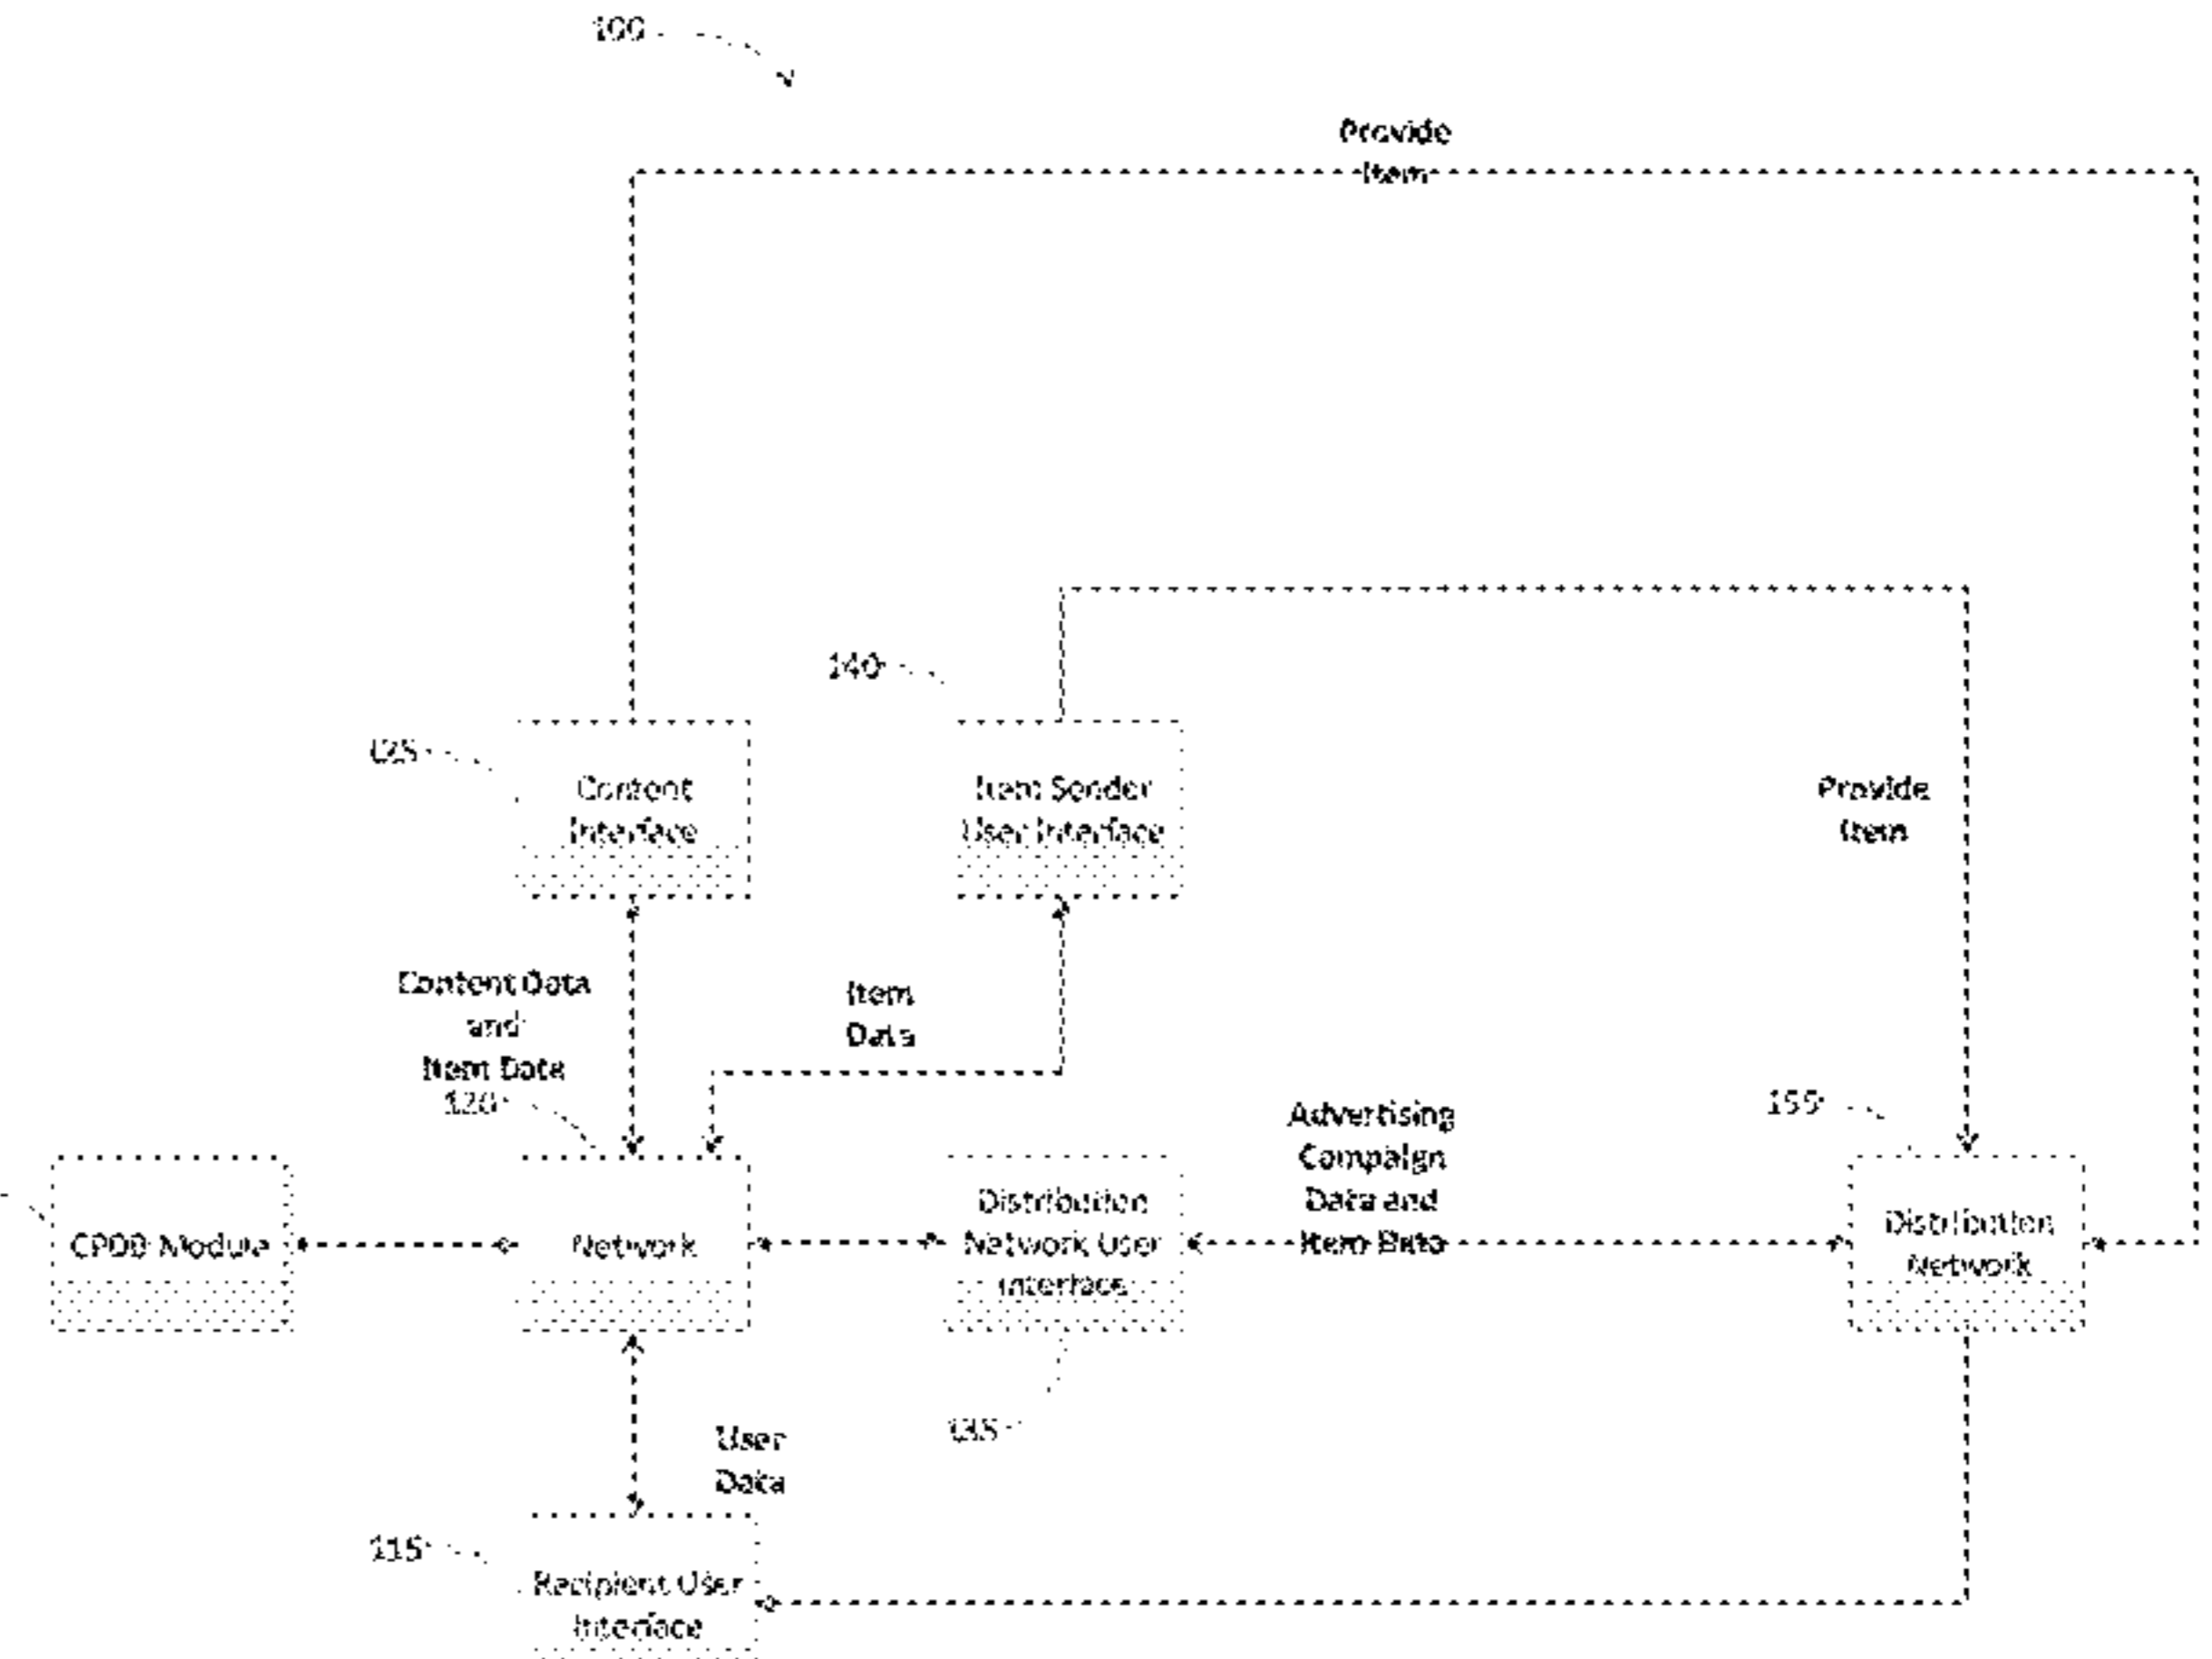 100
Provide
Item
140
125
Content
Interface
Item Sender
User Interface
Provide
Item
Content Data
and
Item Data
Item
Data
120
Advertising
Campaign
Data and
Item Data
155
CPDB Module
Network
Distribution
Network User
Interface
Distribution
Network
135
User
Data
115
Recipient User
Interface